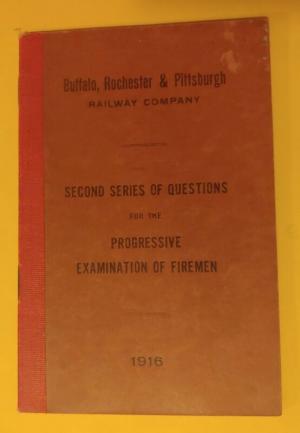 Buffalo, Rochester & Pittsburgh
RAILWAY COMPANY
SECOND SERIES OF QUESTIONS
FOR THE
PROGRESSIVE
EXAMINATION OF FIREMEN
1916